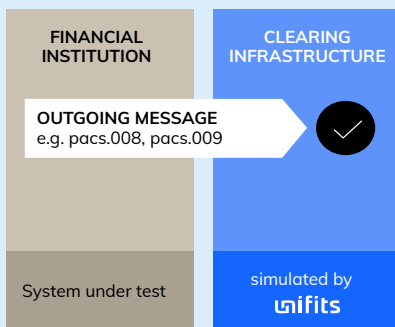 FINANCIAL
INSTITUTION
CLEARING
INFRASTRUCTURE
OUTGOING MESSAGE
e.g. pacs.008, pacs.009
System under test
simulated by
unifits